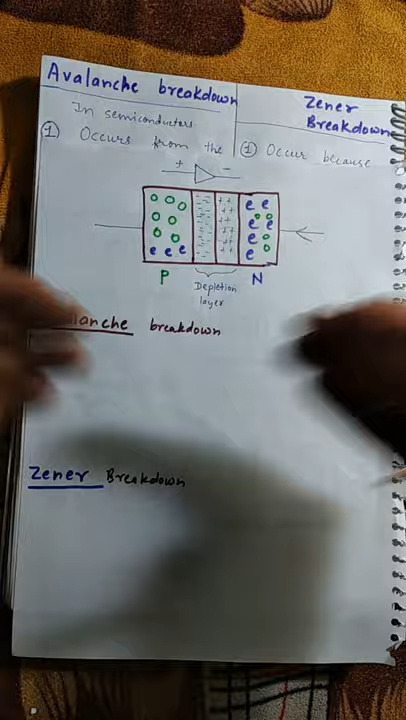 Avalanche breakdown
Zener
Breakdown
In semiconductors
① Occurs from the
① Occur because
+ -
e e
e e
e
e e e e
P N
Depletion
layer
lanche breakdown
Zener Breakdown